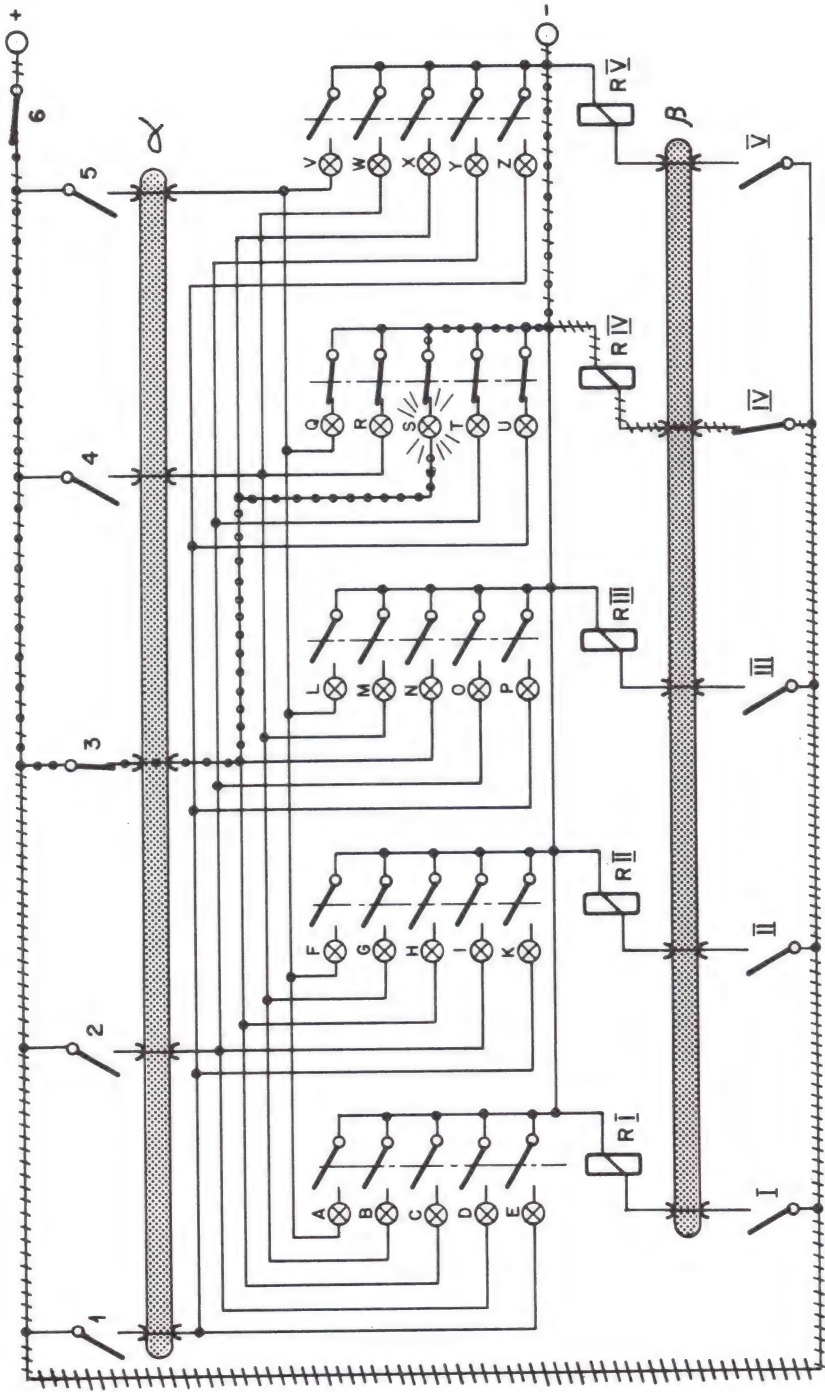 +
1 2 3 4 5 6
α
A F L Q V
B G M R W
C H N S X
D I O T Y
E K P U Z
-
R I R II R III R IV R V
β
I II III IV V